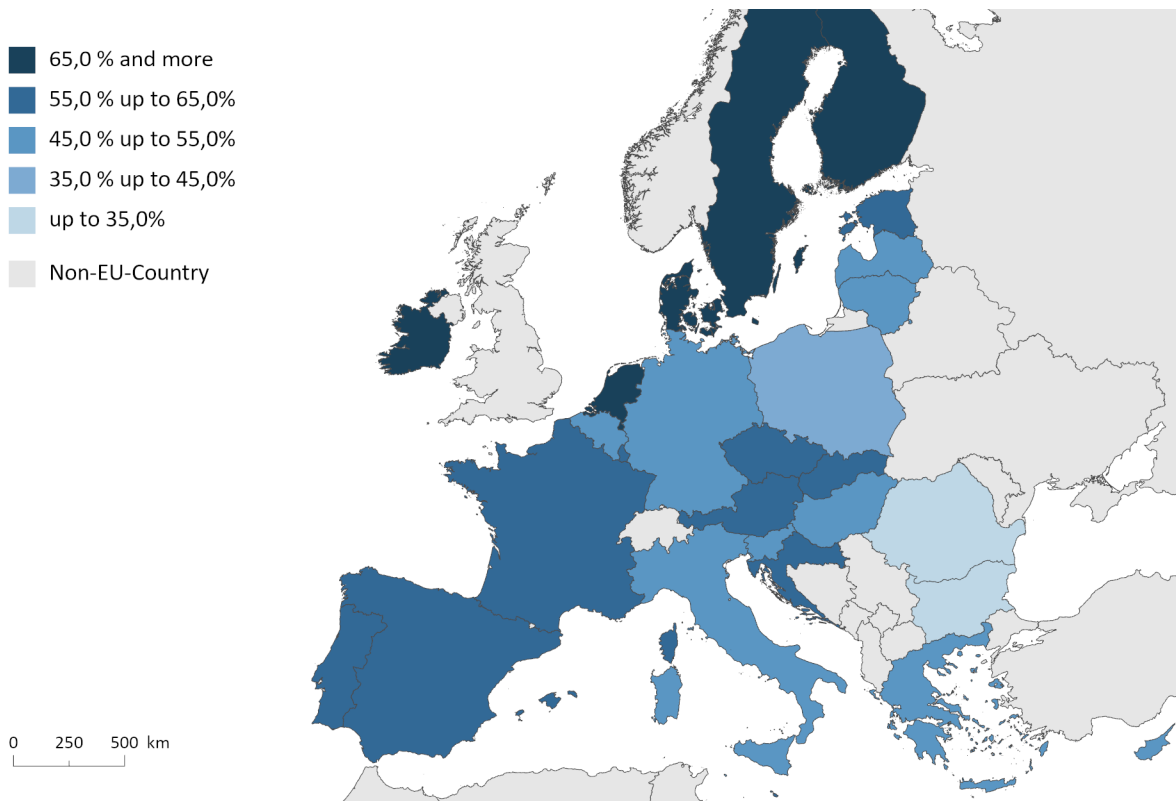 65,0 % and more
55,0 % up to 65,0%
45,0 % up to 55,0%
35,0 % up to 45,0%
up to 35,0%
Non-EU-Country
0 250 500 km